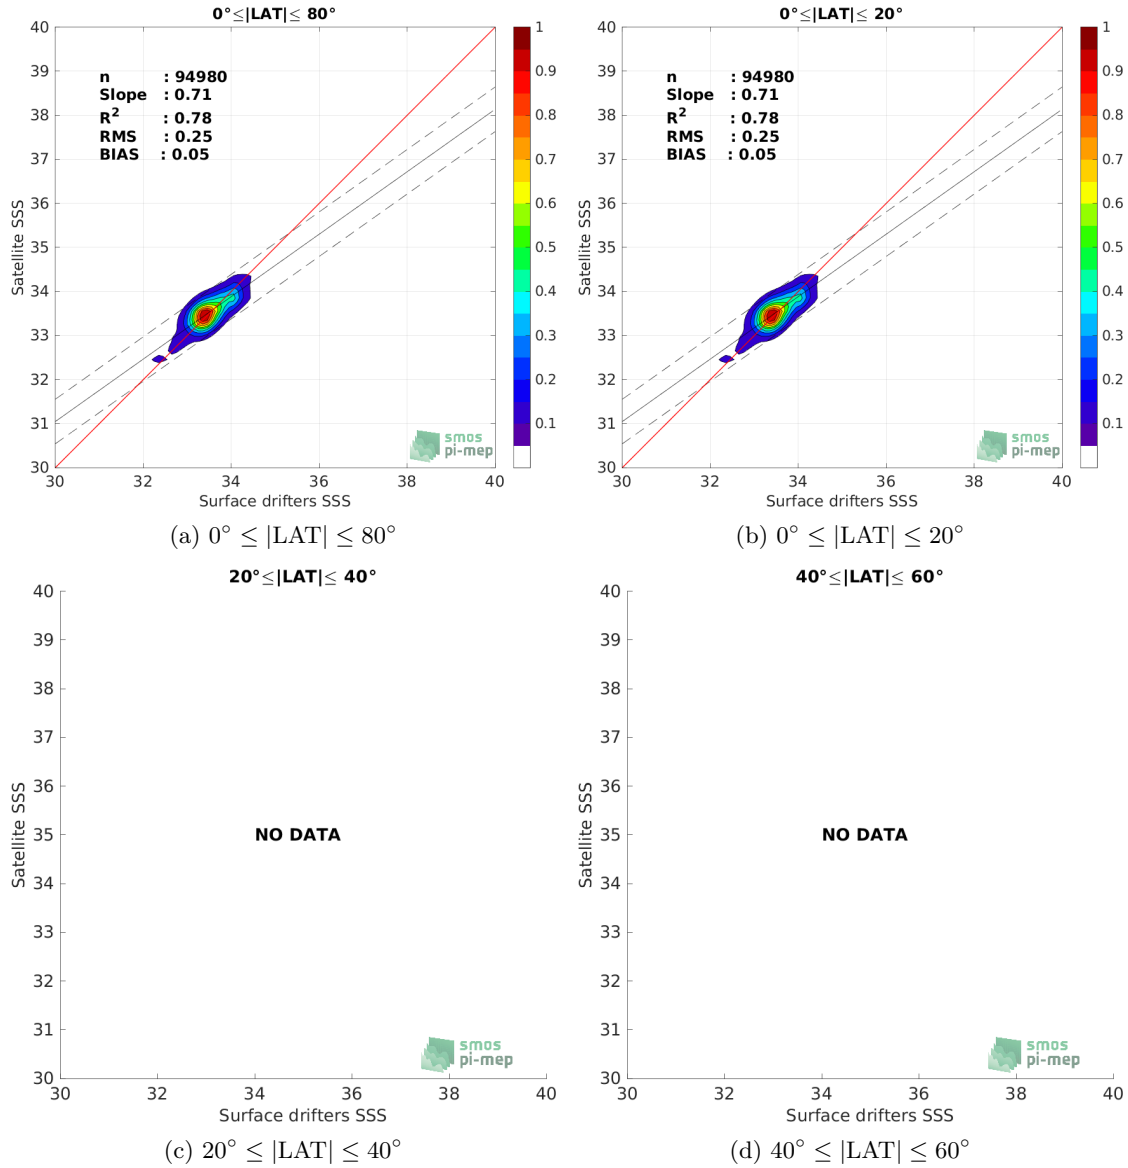 0°≤|LAT|≤ 80°
40
39
38
37
36
35
34
33
32
31
30
Satellite SSS
n : 94980
Slope : 0.71
R² : 0.78
RMS : 0.25
BIAS : 0.05
smos
pi-mep
30 32 34 36 38 40
Surface drifters SSS
1
0.9
0.8
0.7
0.6
0.5
0.4
0.3
0.2
0.1
(a) 0° ≤ |LAT| ≤ 80°
0°≤|LAT|≤ 20°
40
39
38
37
36
35
34
33
32
31
30
Satellite SSS
n : 94980
Slope : 0.71
R² : 0.78
RMS : 0.25
BIAS : 0.05
smos
pi-mep
30 32 34 36 38 40
Surface drifters SSS
1
0.9
0.8
0.7
0.6
0.5
0.4
0.3
0.2
0.1
(b) 0° ≤ |LAT| ≤ 20°
20°≤|LAT|≤ 40°
40
39
38
37
36
35
34
33
32
31
30
Satellite SSS
NO DATA
smos
pi-mep
30 32 34 36 38 40
Surface drifters SSS
(c) 20° ≤ |LAT| ≤ 40°
40°≤|LAT|≤ 60°
40
39
38
37
36
35
34
33
32
31
30
Satellite SSS
NO DATA
smos
pi-mep
30 32 34 36 38 40
Surface drifters SSS
(d) 40° ≤ |LAT| ≤ 60°